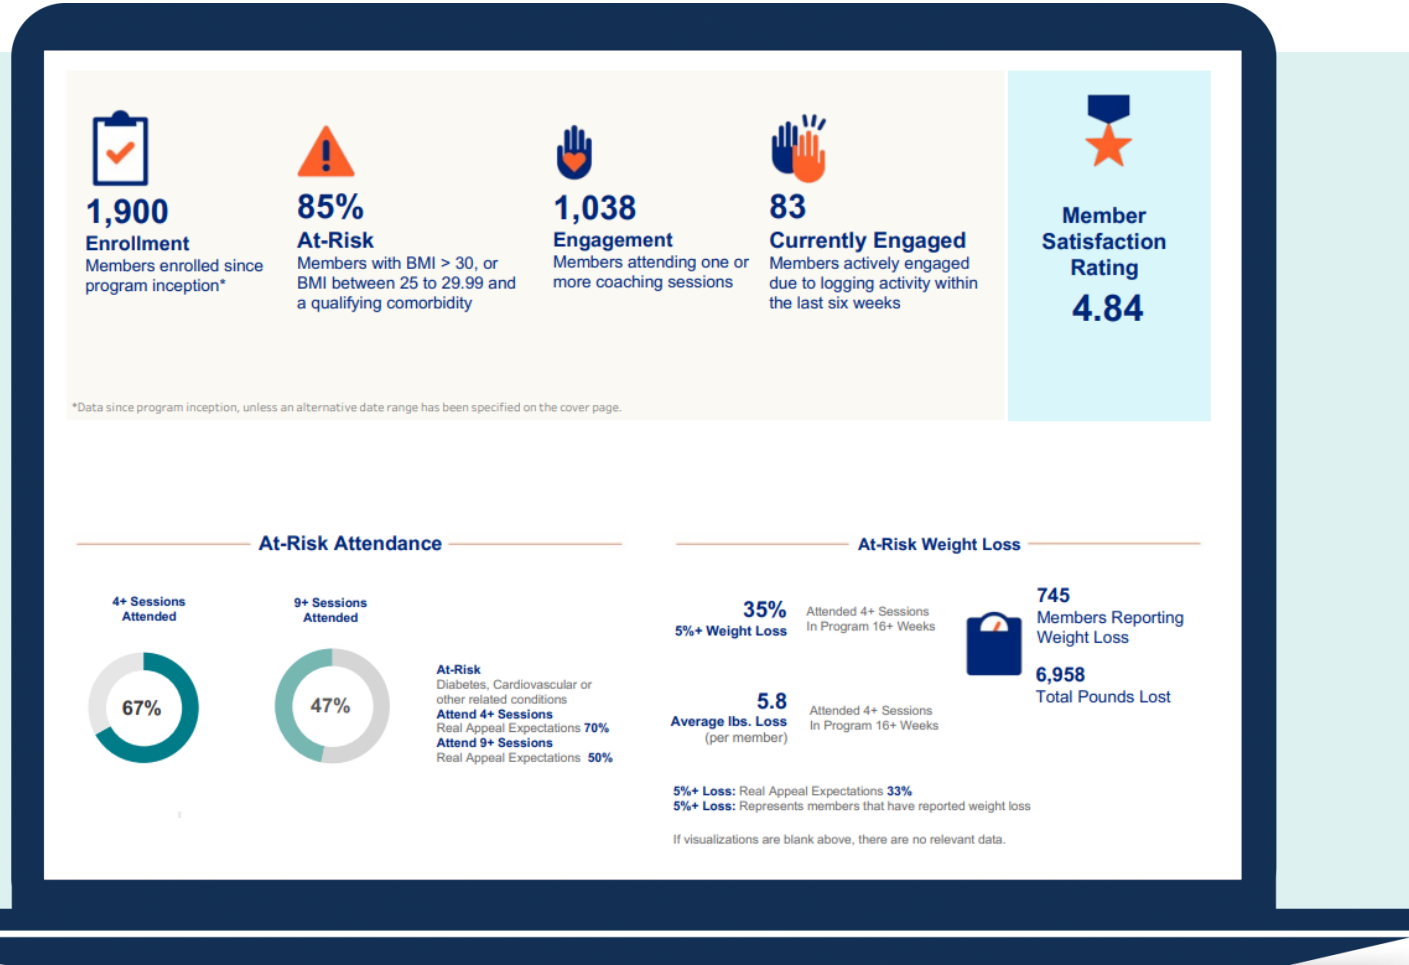 1,900
Enrollment
Members enrolled since
program inception*
85%
At-Risk
Members with BMI > 30, or
BMI between 25 to 29.99 and
a qualifying comorbidity
1,038
Engagement
Members attending one or
more coaching sessions
83
Currently Engaged
Members actively engaged
due to logging activity within
the last six weeks
Member
Satisfaction
Rating
4.84
*Data since program inception, unless an alternative date range has been specified on the cover page.
At-Risk Attendance
4+ Sessions
Attended
67%
9+ Sessions
Attended
47%
At-Risk
Diabetes, Cardiovascular or
other related conditions
Attend 4+ Sessions
Real Appeal Expectations 70%
Attend 9+ Sessions
Real Appeal Expectations 50%
At-Risk Weight Loss
35%
5%+ Weight Loss
Attended 4+ Sessions
In Program 16+ Weeks
5.8
Average lbs. Loss
(per member)
Attended 4+ Sessions
In Program 16+ Weeks
745
Members Reporting
Weight Loss
6,958
Total Pounds Lost
5%+ Loss: Real Appeal Expectations 33%
5%+ Loss: Represents members that have reported weight loss
If visualizations are blank above, there are no relevant data.